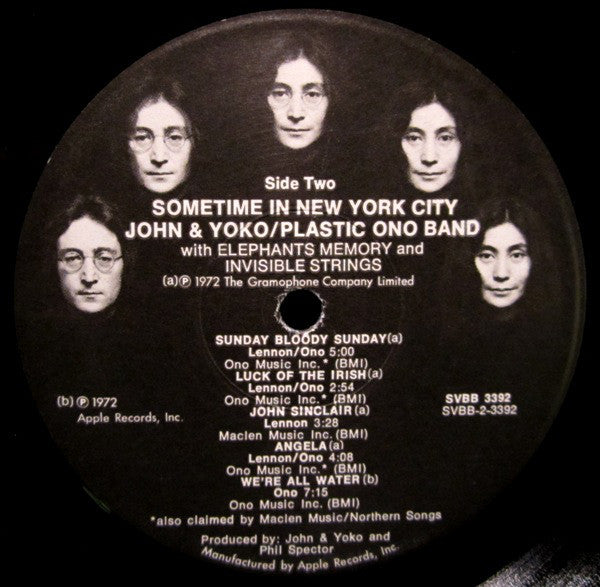 Side Two
SOMETIME IN NEW YORK CITY
JOHN & YOKO/PLASTIC ONO BAND
with ELEPHANTS MEMORY and
INVISIBLE STRINGS
(a)Ⓟ 1972 The Gramophone Company Limited
SUNDAY BLOODY SUNDAY(a)
Lennon/Ono 5:00
Ono Music Inc.* (BMI)
LUCK OF THE IRISH(a)
Lennon/Ono 2:54
Ono Music Inc.* (BMI)
JOHN SINCLAIR(a)
Lennon 3:28
Maclen Music Inc. (BMI)
ANGELA(a)
Lennon/Ono 4:08
Ono Music Inc.* (BMI)
WE'RE ALL WATER(b)
Ono 7:15
Ono Music Inc. (BMI)
(b) Ⓟ 1972
Apple Records, Inc.
SVBB 3392
SVBB-2-3392
*also claimed by Maclen Music/Northern Songs
Produced by: John & Yoko and
Phil Spector
Manufactured by Apple Records, Inc.